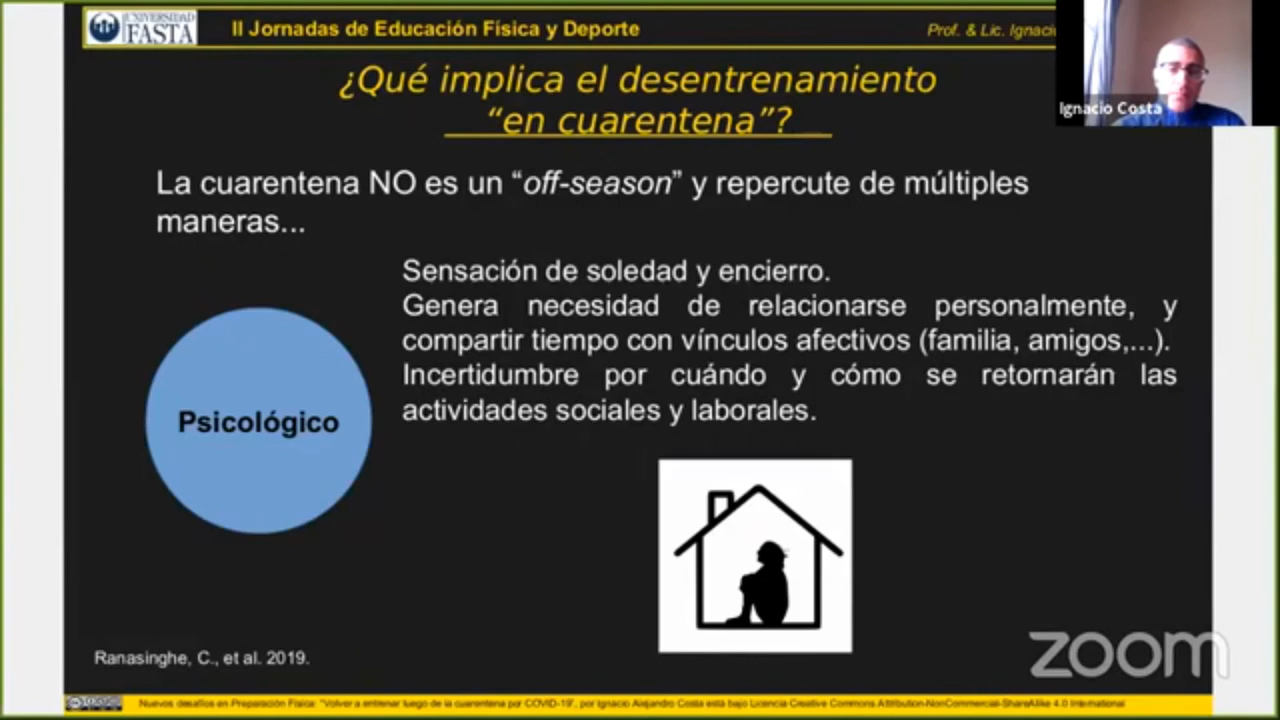 UNIVERSIDAD
FASTA
II Jornadas de Educación Física y Deporte
Prof. & Lic. Ignacio
Ignacio Costa
¿Qué implica el desentrenamiento
“en cuarentena”?
La cuarentena NO es un “off-season” y repercute de múltiples
maneras...
Sensación de soledad y encierro.
Genera necesidad de relacionarse personalmente, y
compartir tiempo con vínculos afectivos (familia, amigos,...).
Incertidumbre por cuándo y cómo se retornarán las
actividades sociales y laborales.
Psicológico
Ranasinghe, C., et al. 2019.
zoom
Nuevos desafíos en Preparación Física: "Volver a entrenar luego de la cuarentena por COVID-19", por Ignacio Alejandro Costa está bajo Licencia Creative Commons Attribution-NonCommercial-ShareAlike 4.0 International